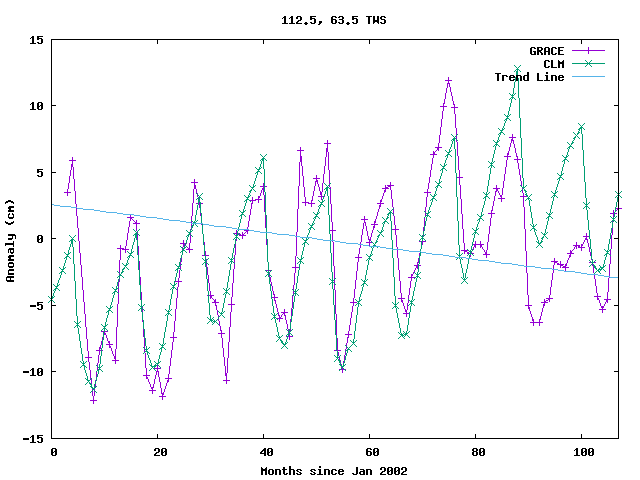 112.5, 63.5 TWS
GRACE
CLM
Trend Line
15
10
5
0
-5
-10
-15
Anomaly (cm)
0 20 40 60 80 100
Months since Jan 2002